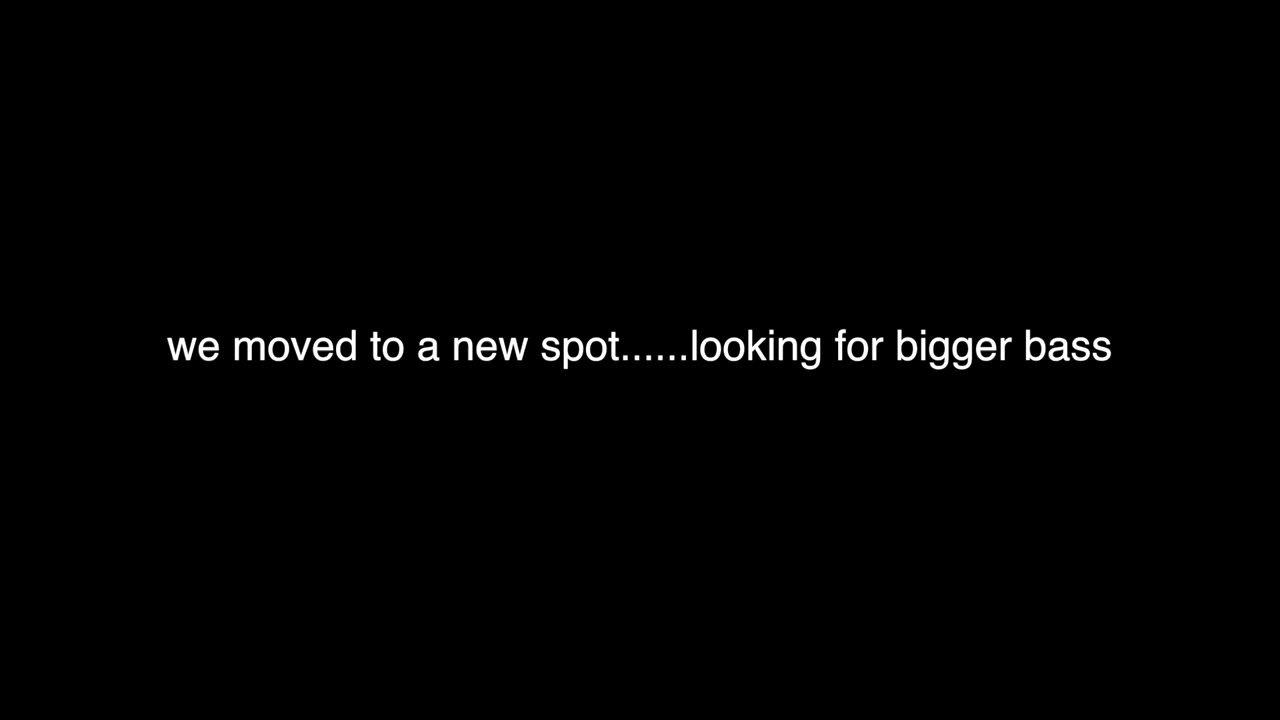 we moved to a new spot......looking for bigger bass